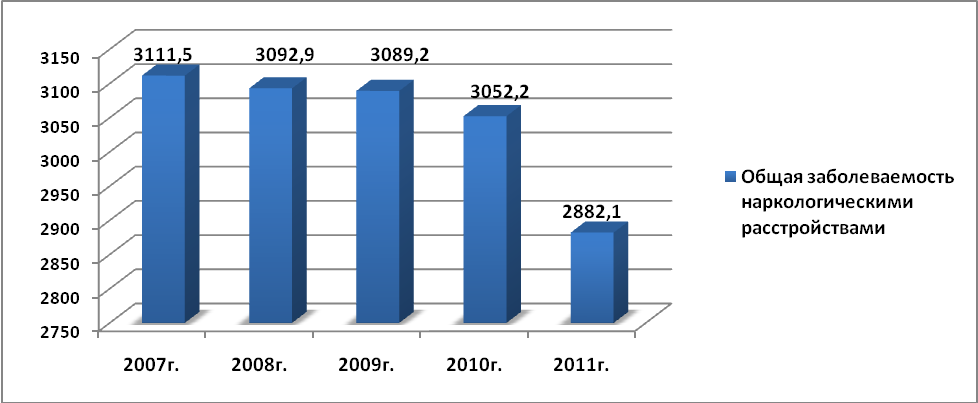 3150
3100
3050
3000
2950
2900
2850
2800
2750
3111,5
3092,9
3089,2
3052,2
2882,1
2007г.
2008г.
2009г.
2010г.
2011г.
Общая заболеваемость
наркологическими
расстройствами